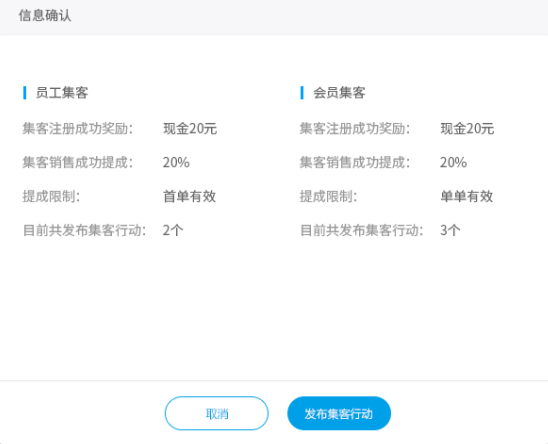 信息确认
员工集客
集客注册成功奖励： 现金20元
集客销售成功提成： 20%
提成限制： 首单有效
目前共发布集客行动： 2个
会员集客
集客注册成功奖励： 现金20元
集客销售成功提成： 20%
提成限制： 单单有效
目前共发布集客行动： 3个
取消
发布集客行动